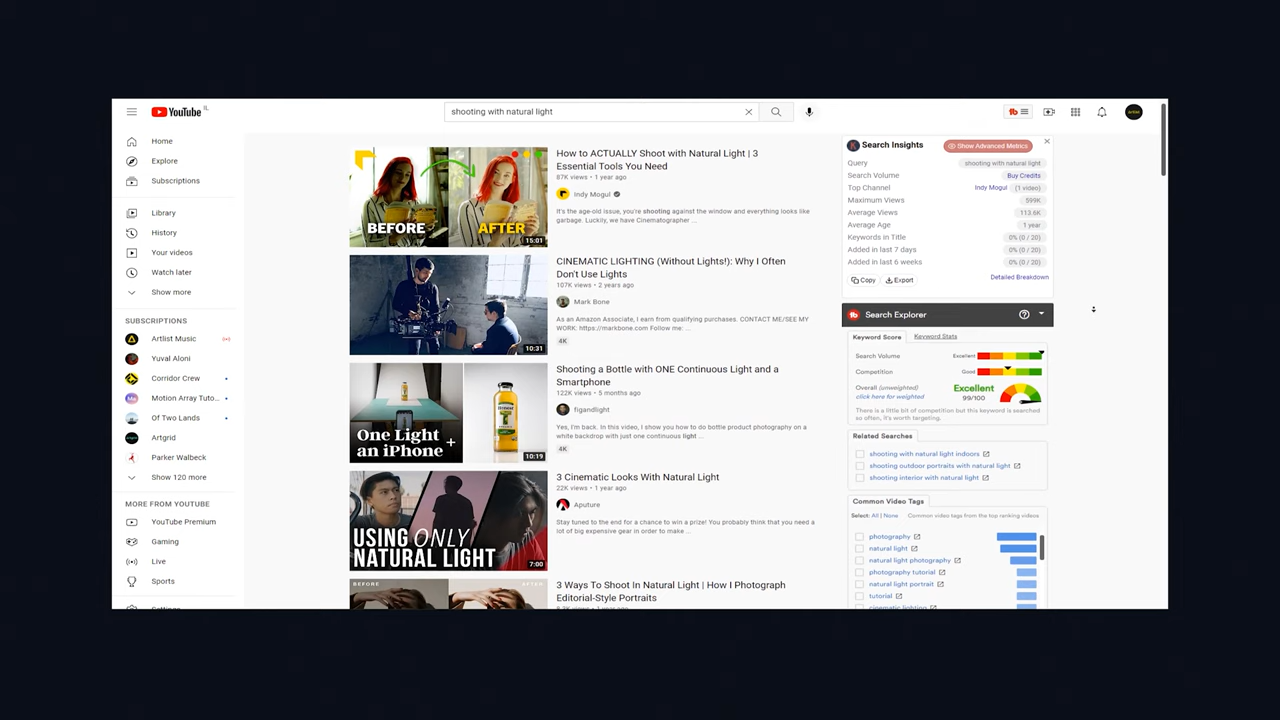 YouTube IL
shooting with natural light
Home
Explore
Subscriptions
Library
History
Your videos
Watch later
Show more
SUBSCRIPTIONS
Artlist Music
Yuval Aloni
Corridor Crew
Motion Array Tuto...
Of Two Lands
Artgrid
Parker Walbeck
Show 120 more
MORE FROM YOUTUBE
YouTube Premium
Gaming
Live
Sports
BEFORE
AFTER
15:01
How to ACTUALLY Shoot with Natural Light | 3
Essential Tools You Need
87K views • 1 year ago
Indy Mogul
It's the age-old issue, you're shooting against the window and everything looks like
garbage. Luckily, we have Cinematographer ...
10:31
CINEMATIC LIGHTING (Without Lights!): Why I Often
Don't Use Lights
107K views • 2 years ago
Mark Bone
As an Amazon Associate, I earn from qualifying purchases. CONTACT ME/SEE MY
WORK: https://markbone.com Follow me: ...
4K
One Light +
an iPhone
10:19
Shooting a Bottle with ONE Continuous Light and a
Smartphone
122K views • 5 months ago
figandlight
Yes, I'm back. In this video, I show you how to do bottle product photography on a
white backdrop with just one continuous light ...
4K
USING ONLY
NATURAL LIGHT
7:00
3 Cinematic Looks With Natural Light
22K views • 1 year ago
Aputure
Stay tuned to the end for a chance to win a prize! You probably think that you need a
lot of big expensive gear in order to make ...
BEFORE
3 Ways To Shoot In Natural Light | How I Photograph
Editorial-Style Portraits
Search Insights
Show Advanced Metrics
Query shooting with natural light
Search Volume Buy Credits
Top Channel Indy Mogul (1 video)
Maximum Views 599K
Average Views 113.6K
Average Age 1 year
Keywords in Title 0% (0 / 20)
Added in last 7 days 0% (0 / 20)
Added in last 6 weeks 0% (0 / 20)
Copy Export Detailed Breakdown
tb Search Explorer
Keyword Score Keyword Stats
Search Volume Excellent
Competition Good
Overall (unweighted) Excellent
click here for weighted 99/100
There is a little bit of competition but this keyword is searched
so often, it's worth targeting.
Related Searches
shooting with natural light indoors
shooting outdoor portraits with natural light
shooting interior with natural light
Common Video Tags
Select: All | None Common video tags from the top ranking videos
photography
natural light
natural light photography
photography tutorial
natural light portrait
tutorial
cinematic lighting